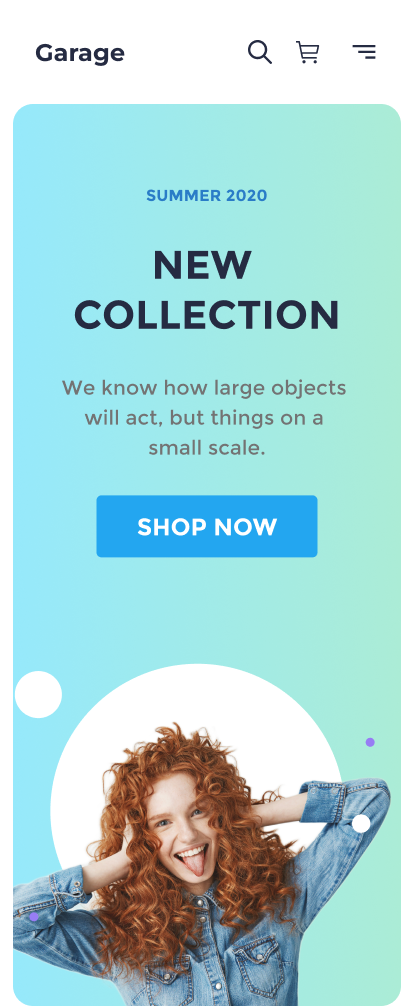 Garage
SUMMER 2020
NEW
COLLECTION
We know how large objects
will act, but things on a
small scale.
SHOP NOW